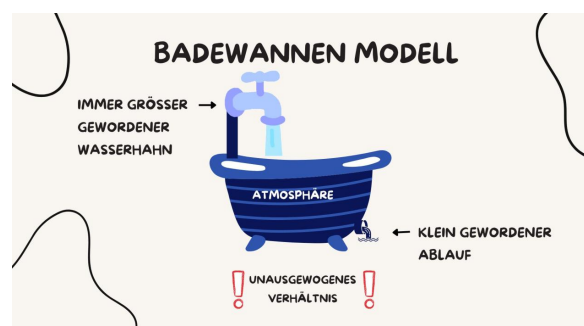 BADEWANNEN MODELL
IMMER GRÖSSER
GEWORDENER
WASSERHAHN
ATMOSPHÄRE
KLEIN GEWORDENER
ABLAUF
! UNAUSGEWOGENES !
VERHÄLTNIS